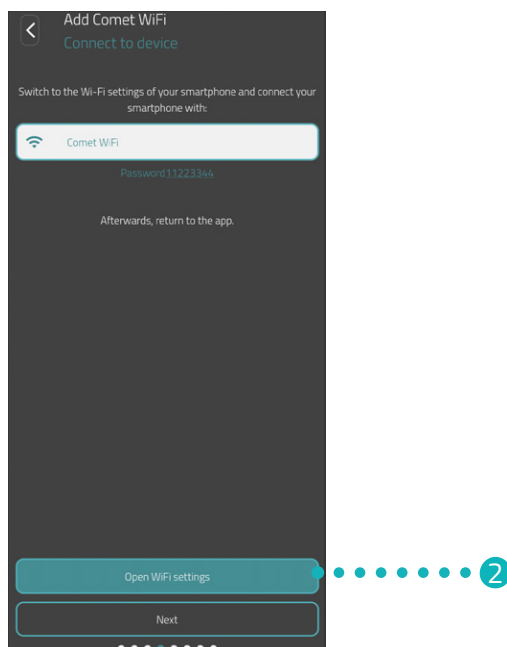 Add Comet WiFi
Connect to device
Switch to the Wi-Fi settings of your smartphone and connect your
smartphone with:
Comet WiFi
Password11223344
Afterwards, return to the app.
Open WiFi settings
2
Next